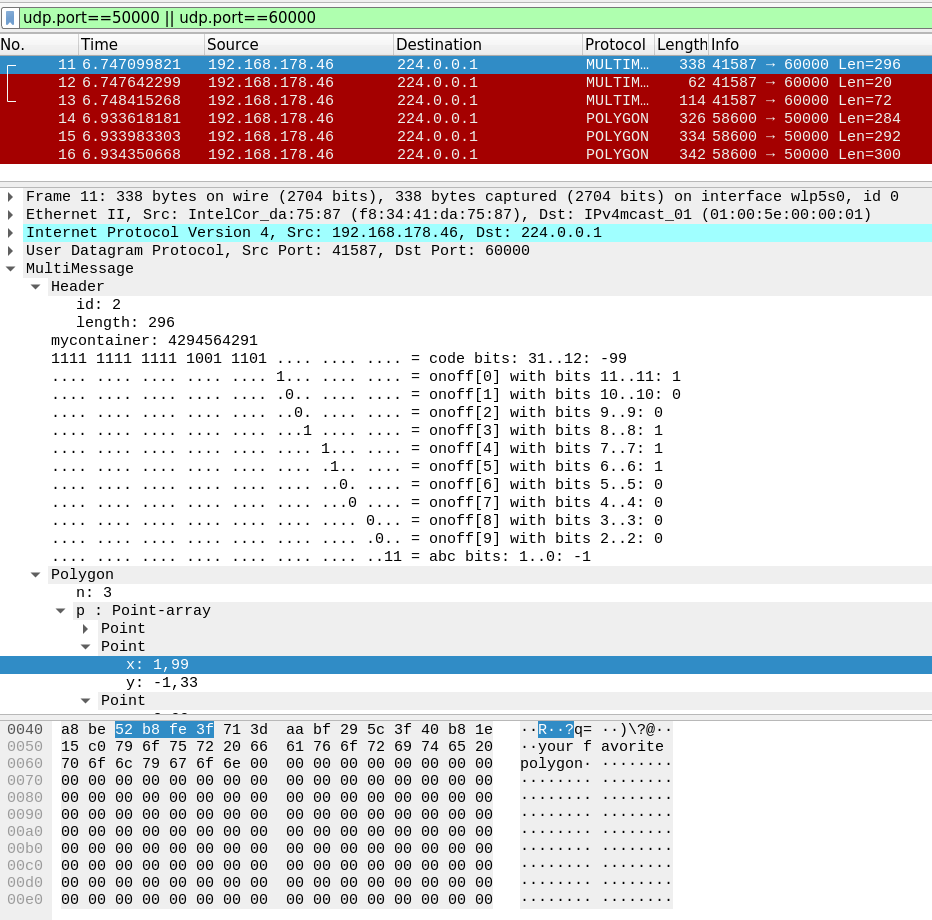 udp.port==50000 || udp.port==60000
No. Time Source Destination Protocol Length Info
11 6.747099821 192.168.178.46 224.0.0.1 MULTIM… 338 41587 → 60000 Len=296
12 6.747642299 192.168.178.46 224.0.0.1 MULTIM… 62 41587 → 60000 Len=20
13 6.748415268 192.168.178.46 224.0.0.1 MULTIM… 114 41587 → 60000 Len=72
14 6.933618181 192.168.178.46 224.0.0.1 POLYGON 326 58600 → 50000 Len=284
15 6.933983303 192.168.178.46 224.0.0.1 POLYGON 334 58600 → 50000 Len=292
16 6.934350668 192.168.178.46 224.0.0.1 POLYGON 342 58600 → 50000 Len=300
Frame 11: 338 bytes on wire (2704 bits), 338 bytes captured (2704 bits) on interface wlp5s0, id 0
Ethernet II, Src: IntelCor_da:75:87 (f8:34:41:da:75:87), Dst: IPv4mcast_01 (01:00:5e:00:00:01)
Internet Protocol Version 4, Src: 192.168.178.46, Dst: 224.0.0.1
User Datagram Protocol, Src Port: 41587, Dst Port: 60000
MultiMessage
Header
id: 2
length: 296
mycontainer: 4294564291
1111 1111 1111 1001 1101 .... .... .... = code bits: 31..12: -99
.... .... .... .... .... 1... .... .... = onoff[0] with bits 11..11: 1
.... .... .... .... .... .0.. .... .... = onoff[1] with bits 10..10: 0
.... .... .... .... .... ..0. .... .... = onoff[2] with bits 9..9: 0
.... .... .... .... .... ...1 .... .... = onoff[3] with bits 8..8: 1
.... .... .... .... .... .... 1... .... = onoff[4] with bits 7..7: 1
.... .... .... .... .... .... .1.. .... = onoff[5] with bits 6..6: 1
.... .... .... .... .... .... ..0. .... = onoff[6] with bits 5..5: 0
.... .... .... .... .... .... ...0 .... = onoff[7] with bits 4..4: 0
.... .... .... .... .... .... .... 0... = onoff[8] with bits 3..3: 0
.... .... .... .... .... .... .... .0.. = onoff[9] with bits 2..2: 0
.... .... .... .... .... .... .... ..11 = abc bits: 1..0: -1
Polygon
n: 3
p : Point-array
Point
Point
x: 1,99
y: -1,33
Point
0040 a8 be 52 b8 fe 3f 71 3d aa bf 29 5c 3f 40 b8 1e ··R··?q= ··)\?@··
0050 15 c0 79 6f 75 72 20 66 61 76 6f 72 69 74 65 20 ··your f avorite
0060 70 6f 6c 79 67 6f 6e 00 00 00 00 00 00 00 00 00 polygon· ········
0070 00 00 00 00 00 00 00 00 00 00 00 00 00 00 00 00 ········ ········
0080 00 00 00 00 00 00 00 00 00 00 00 00 00 00 00 00 ········ ········
0090 00 00 00 00 00 00 00 00 00 00 00 00 00 00 00 00 ········ ········
00a0 00 00 00 00 00 00 00 00 00 00 00 00 00 00 00 00 ········ ········
00b0 00 00 00 00 00 00 00 00 00 00 00 00 00 00 00 00 ········ ········
00c0 00 00 00 00 00 00 00 00 00 00 00 00 00 00 00 00 ········ ········
00d0 00 00 00 00 00 00 00 00 00 00 00 00 00 00 00 00 ········ ········
00e0 00 00 00 00 00 00 00 00 00 00 00 00 00 00 00 00 ········ ········